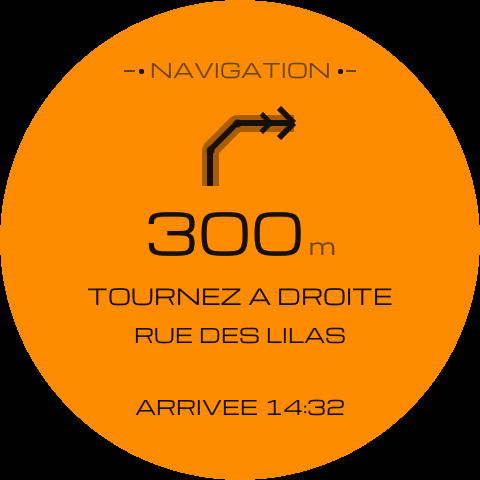 NAVIGATION
300 m
TOURNEZ A DROITE
RUE DES LILAS
ARRIVEE 14:32